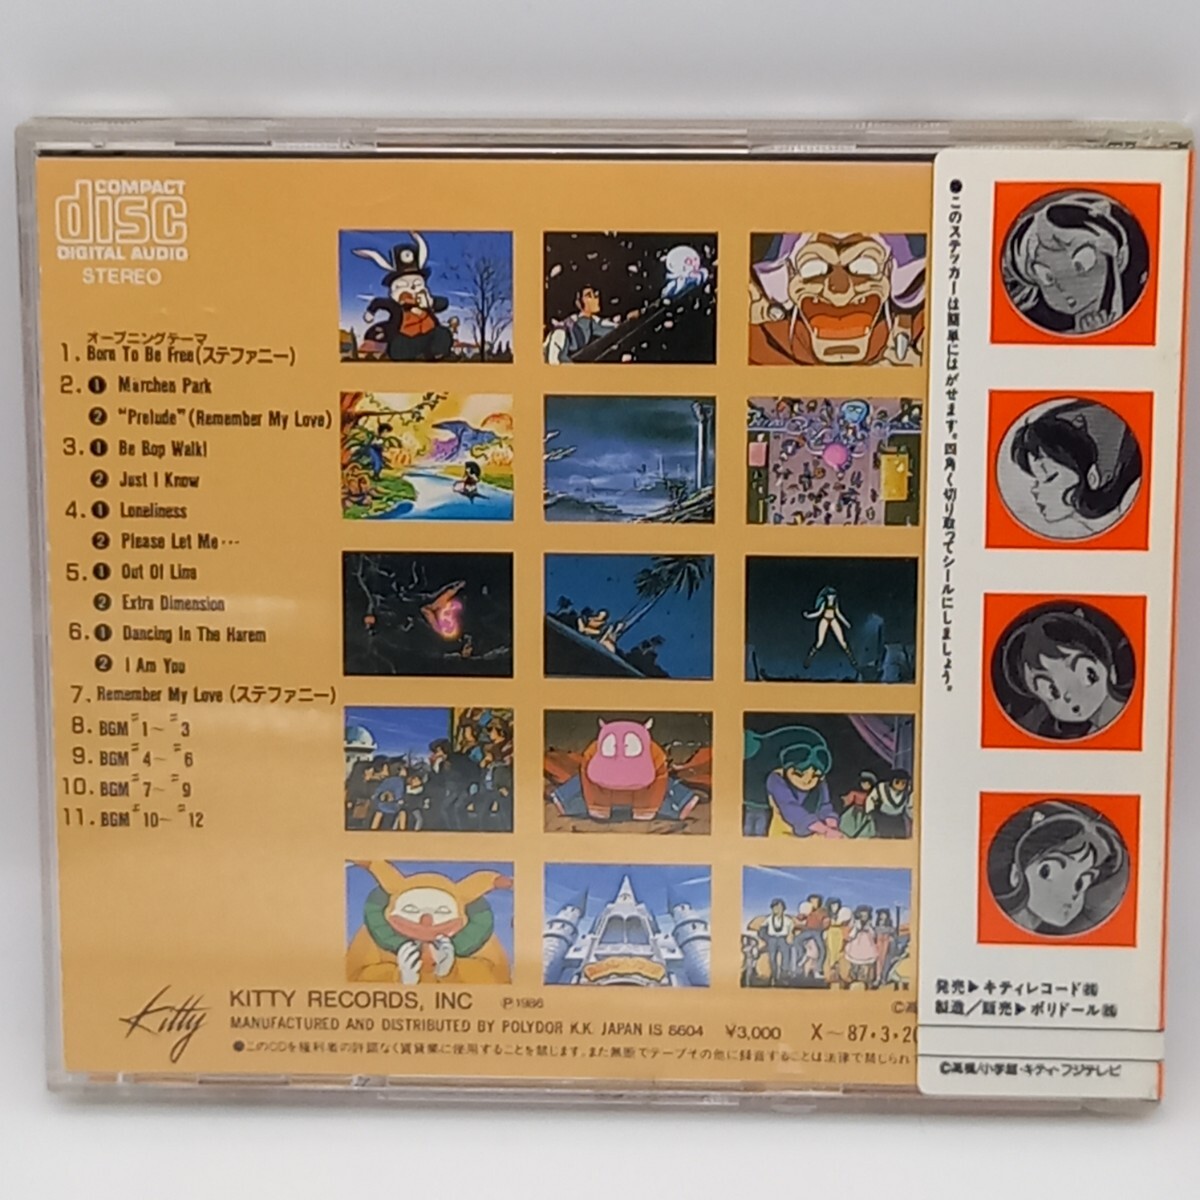 COMPACT
disc
DIGITAL AUDIO
STEREO
オープニングテーマ
1. Born To Be Free (ステファニー)
2. ❶ Märchen Park
❷ "Prelude" (Remember My Love)
3. ❶ Be Bop Walk!
❷ Just I Know
4. ❶ Loneliness
❷ Please Let Me…
5. ❶ Out Of Line
❷ Extra Dimension
6. ❶ Dancing In The Harem
❷ I Am You
7. Remember My Love (ステファニー)
8. BGM #1~#3
9. BGM #4~#6
10. BGM #7~#9
11. BGM #10~#12
Kitty
KITTY RECORDS, INC ℗1986
MANUFACTURED AND DISTRIBUTED BY POLYDOR K.K. JAPAN IS 8604 ¥3,000 X~87・3・20
●このCDを権利者の許諾なく賃貸業に使用することを禁じます。また無断でテープその他に録音することは法律で禁じられて
●このステッカーは簡単にはがせます。四角く切り取ってシールにしましょう。
発売▶キティレコード㈱
製造/販売▶ポリドール㈱
©高橋/小学館・キティ・フジテレビ